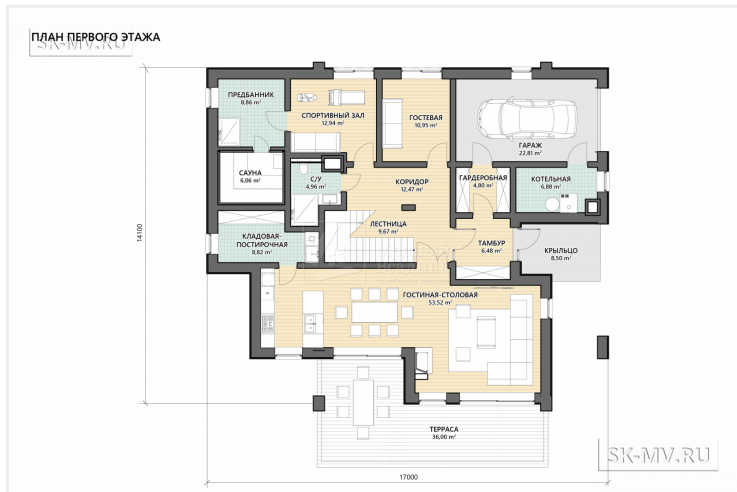 ПЛАН ПЕРВОГО ЭТАЖА
SK-MV.RU
ПРЕДБАННИК
8,86 m²
СПОРТИВНЫЙ ЗАЛ
12,94 m²
ГОСТЕВАЯ
10,95 m²
ГАРАЖ
22,81 m²
САУНА
6,06 m²
С/У
4,96 m²
КОРИДОР
12,47 m²
ГАРДЕРОБНАЯ
4,80 m²
КОТЕЛЬНАЯ
6,88 m²
ЛЕСТНИЦА
9,67 m²
КЛАДОВАЯ-
ПОСТИРОЧНАЯ
8,82 m²
ТАМБУР
6,48 m²
КРЫЛЬЦО
8,50 m²
14100
ГОСТИНАЯ-СТОЛОВАЯ
53,52 m²
ТЕРРАСА
36,00 m²
SK-MV.RU
17000